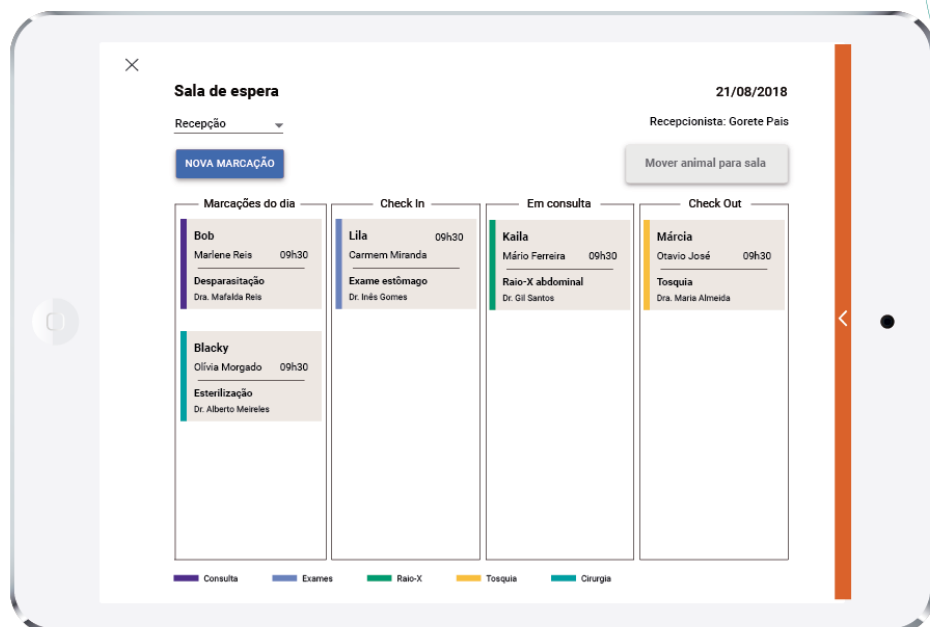 Sala de espera
21/08/2018
Recepção
Recepcionista: Gorete Pais
NOVA MARCAÇÃO
Mover animal para sala
Marcações do dia
Check In
Em consulta
Check Out
Bob
Marlene Reis 09h30
Desparasitação
Dra. Mafalda Reis
Blacky
Olívia Morgado 09h30
Esterilização
Dr. Alberto Meireles
Lila 09h30
Carmem Miranda
Exame estômago
Dr. Inês Gomes
Kaila
Mário Ferreira 09h30
Raio-X abdominal
Dr. Gil Santos
Márcia
Otavio José 09h30
Tosquia
Dra. Maria Almeida
Consulta
Exames
Raio-X
Tosquia
Cirurgia